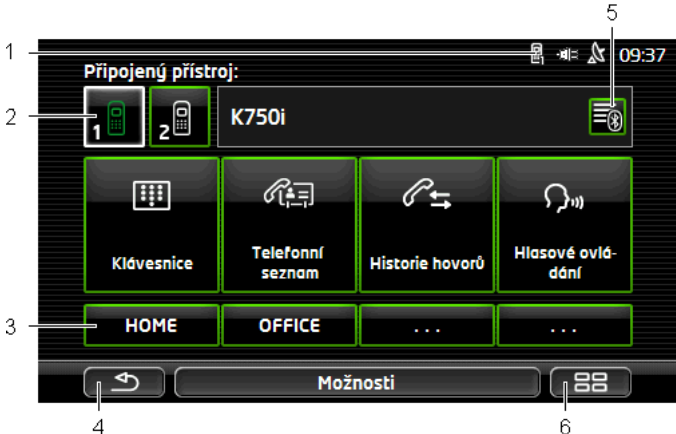 5
1
09:37
Připojený přístroj:
2
1
2
K750i
Klávesnice
Telefonní
seznam
Historie hovorů
Hlasové ovlá-
dání
3
HOME
OFFICE
...
...
Možnosti
4
6